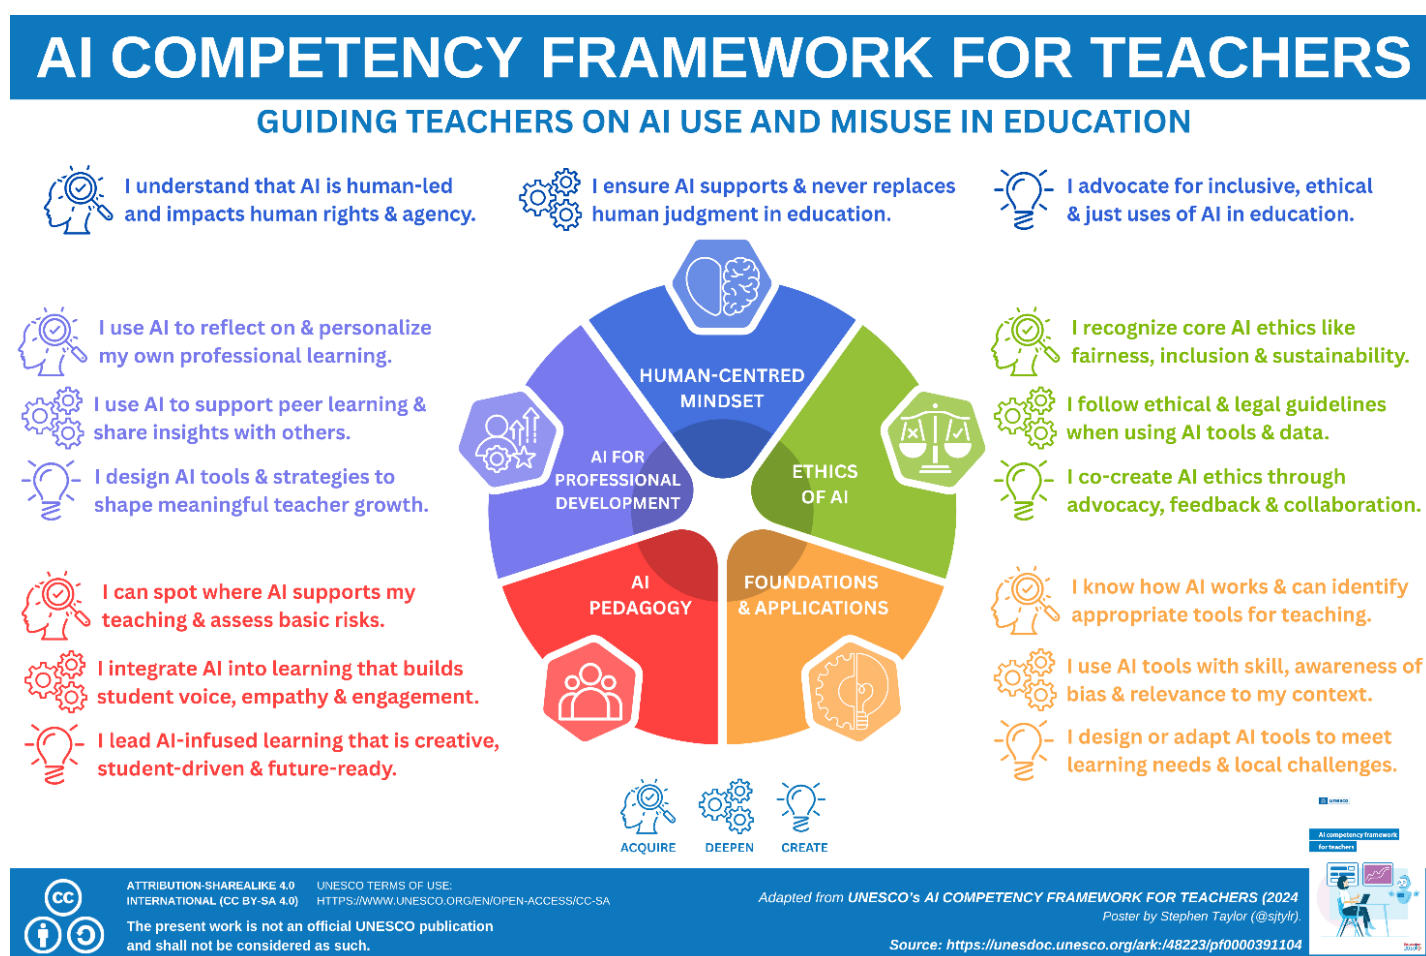 AI COMPETENCY FRAMEWORK FOR TEACHERS
GUIDING TEACHERS ON AI USE AND MISUSE IN EDUCATION
I understand that AI is human-led
and impacts human rights & agency.
I ensure AI supports & never replaces
human judgment in education.
I advocate for inclusive, ethical
& just uses of AI in education.
I use AI to reflect on & personalize
my own professional learning.
I use AI to support peer learning &
share insights with others.
I design AI tools & strategies to
shape meaningful teacher growth.
I can spot where AI supports my
teaching & assess basic risks.
I integrate AI into learning that builds
student voice, empathy & engagement.
I lead AI-infused learning that is creative,
student-driven & future-ready.
HUMAN-CENTRED
MINDSET
AI FOR
PROFESSIONAL
DEVELOPMENT
ETHICS
OF AI
AI
PEDAGOGY
FOUNDATIONS
& APPLICATIONS
I recognize core AI ethics like
fairness, inclusion & sustainability.
I follow ethical & legal guidelines
when using AI tools & data.
I co-create AI ethics through
advocacy, feedback & collaboration.
I know how AI works & can identify
appropriate tools for teaching.
I use AI tools with skill, awareness of
bias & relevance to my context.
I design or adapt AI tools to meet
learning needs & local challenges.
ACQUIRE
DEEPEN
CREATE
unesco
AI competency framework
for teachers
cc
ATTRIBUTION-SHAREALIKE 4.0
INTERNATIONAL (CC BY-SA 4.0)
UNESCO TERMS OF USE:
HTTPS://WWW.UNESCO.ORG/EN/OPEN-ACCESS/CC-SA
The present work is not an official UNESCO publication
and shall not be considered as such.
Adapted from UNESCO's AI COMPETENCY FRAMEWORK FOR TEACHERS (2024
Poster by Stephen Taylor (@sjtylr).
Source: https://unesdoc.unesco.org/ark:/48223/pf0000391104